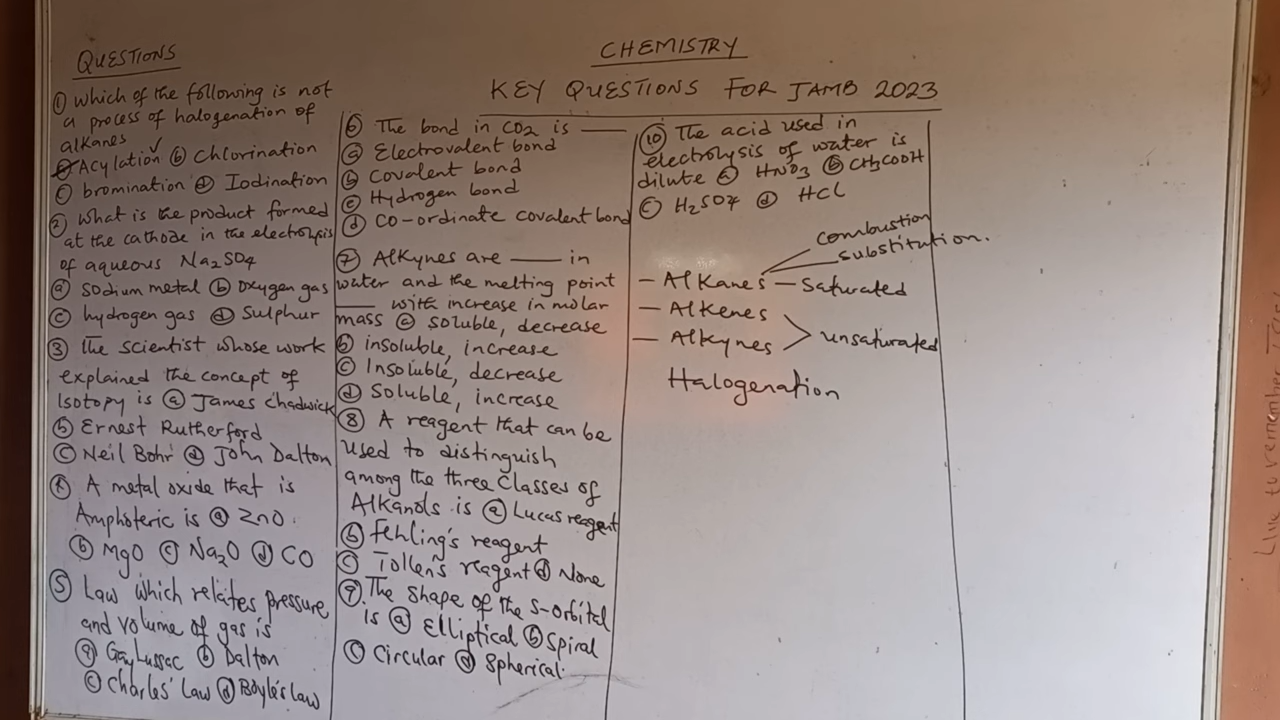 QUESTIONS
① Which of the following is not
a process of halogenation of
alkanes
ⓐ Acylation ✓ ⓑ Chlorination
ⓒ bromination ⓓ Iodination
② What is the product formed
at the cathode in the electrolysis
of aqueous Na₂SO₄
ⓐ Sodium metal ⓑ Oxygen gas
ⓒ hydrogen gas ⓓ Sulphur
③ The scientist whose work
explained the concept of
Isotopy is ⓐ James Chadwick
ⓑ Ernest Rutherford
ⓒ Neil Bohr ⓓ John Dalton
④ A metal oxide that is
Amphoteric is ⓐ ZnO
ⓑ MgO ⓒ Na₂O ⓓ CO
⑤ Law which relates pressure
and volume of gas is
ⓐ Gay Lussac ⓑ Dalton
ⓒ Charles' Law ⓓ Boyle's Law
CHEMISTRY
KEY QUESTIONS FOR JAMB 2023
⑥ The bond in CO₂ is ___
ⓐ Electrovalent bond
ⓑ Covalent bond
ⓒ Hydrogen bond
ⓓ CO-ordinate covalent bond
⑦ Alkynes are ___ in
water and the melting point
___ with increase in molar
mass ⓐ soluble, decrease
ⓑ insoluble, increase
ⓒ Insoluble, decrease
ⓓ Soluble, increase
⑧ A reagent that can be
used to distinguish
among the three classes of
Alkanols is ⓐ Lucas reagent
ⓑ Fehling's reagent
ⓒ Tollen's reagent ⓓ None
⑨ The shape of the s-orbital
is ⓐ Elliptical ⓑ Spiral
ⓒ Circular ⓓ Spherical
⑩ The acid used in
electrolysis of water is
dilute ⓐ HNO₃ ⓑ CH₃COOH
ⓒ H₂SO₄ ⓓ HCl
combustion
substitution.
– Alkanes – Saturated
– Alkenes
– Alkynes
unsaturated
Halogenation